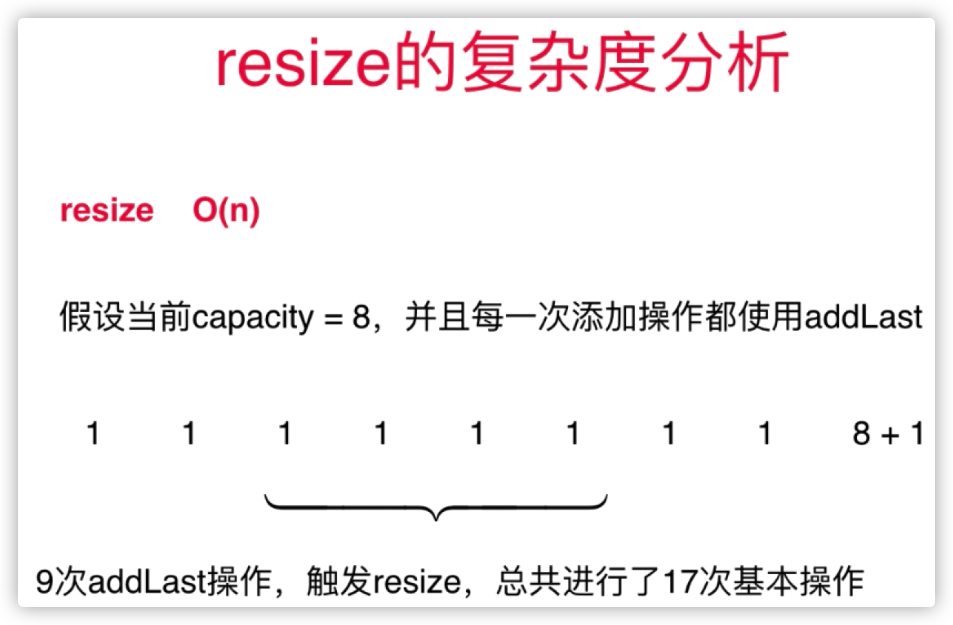 resize的复杂度分析
resize O(n)
假设当前capacity = 8，并且每一次添加操作都使用addLast
1 1 1 1 1 1 1 1 8 + 1
9次addLast操作，触发resize，总共进行了17次基本操作